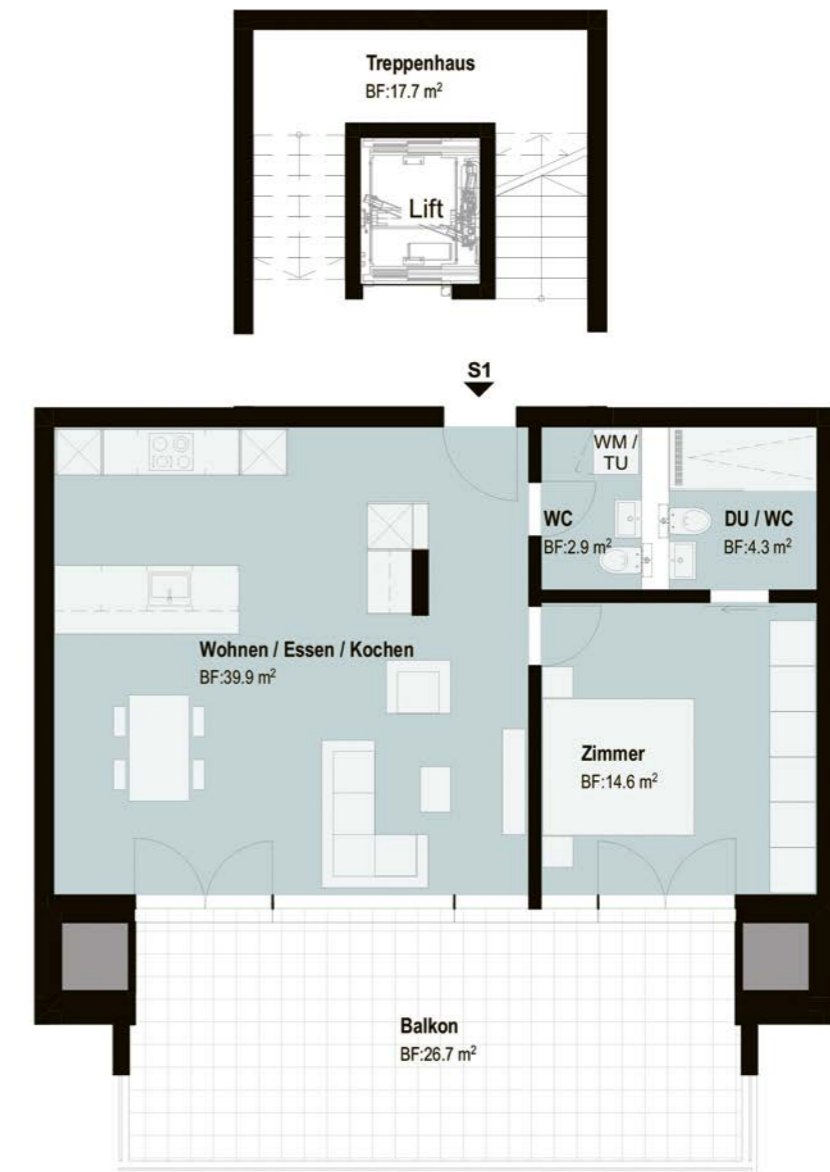 Treppenhaus
BF:17.7 m²
Lift
S1
WM /
TU
WC
BF:2.9 m²
DU / WC
BF:4.3 m²
Wohnen / Essen / Kochen
BF:39.9 m²
Zimmer
BF:14.6 m²
Balkon
BF:26.7 m²